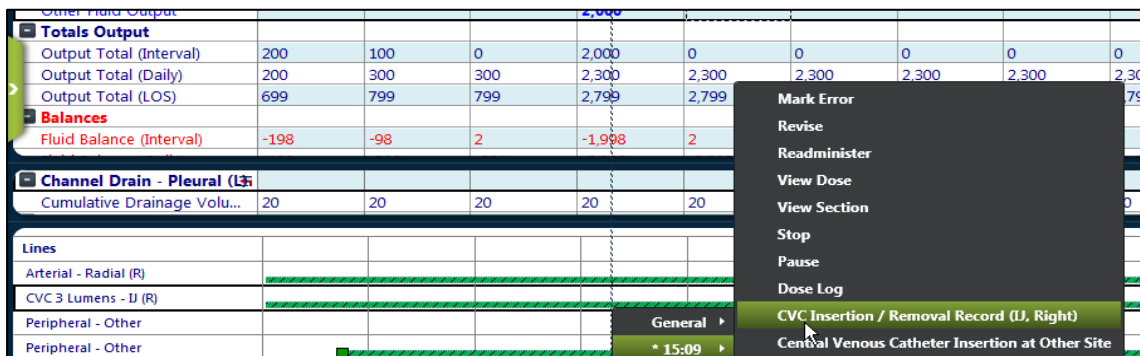 Other Fluid Output 2,000
Totals Output
Output Total (Interval) 200 100 0 2,000 0 0 0 0 0
Output Total (Daily) 200 300 300 2,300 2,300 2,300 2,300 2,300
Output Total (LOS) 699 799 799 2,799 2,799
Balances
Fluid Balance (Interval) -198 -98 2 -1,998 2
Channel Drain - Pleural (L)
Cumulative Drainage Volu... 20 20 20 20 20
Lines
Arterial - Radial (R)
CVC 3 Lumens - IJ (R)
Peripheral - Other
Peripheral - Other
General
* 15:09
Mark Error
Revise
Readminister
View Dose
View Section
Stop
Pause
Dose Log
CVC Insertion / Removal Record (IJ, Right)
Central Venous Catheter Insertion at Other Site